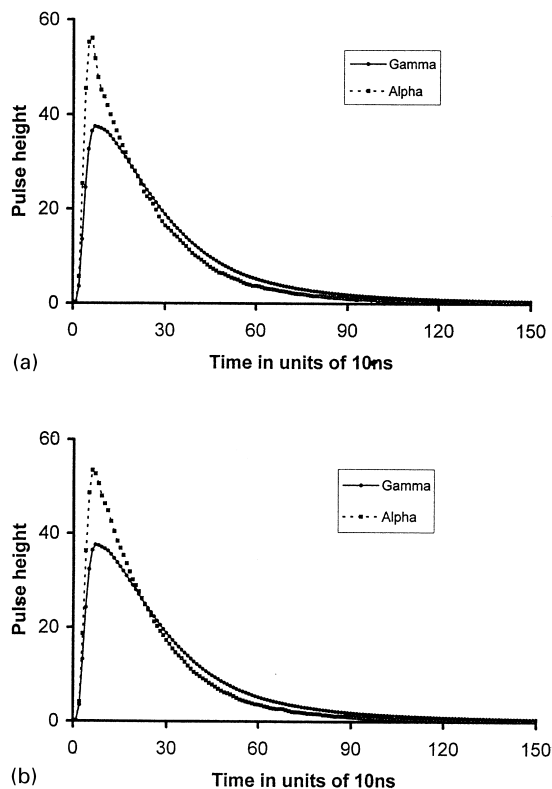 60
40
20
0
Pulse height
Gamma
Alpha
0 30 60 90 120 150
Time in units of 10ns
(a)
60
40
20
0
Pulse height
Gamma
Alpha
0 30 60 90 120 150
Time in units of 10ns
(b)